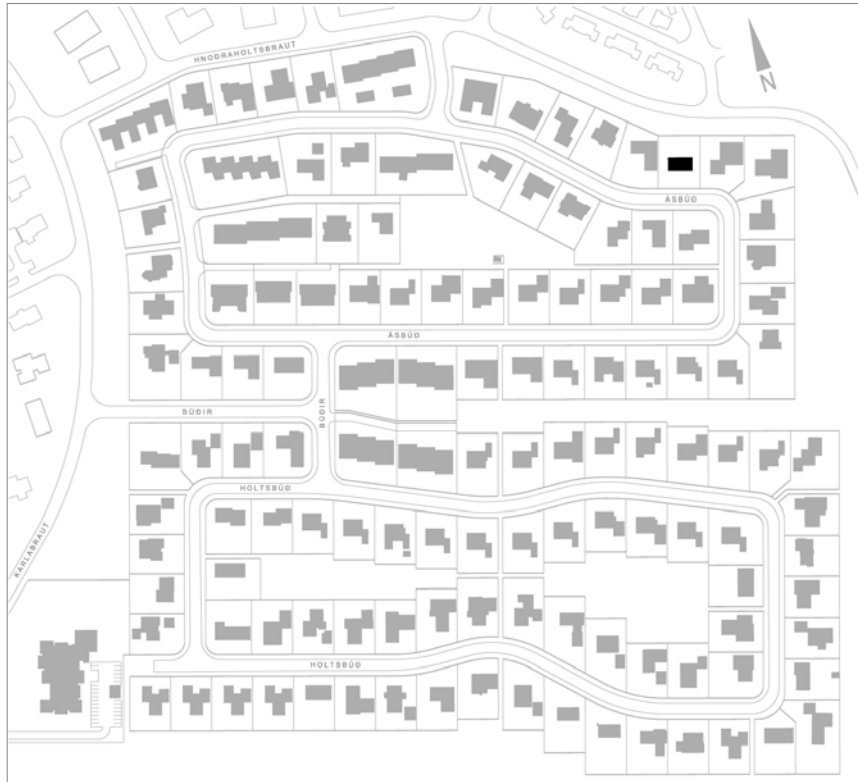 HNOÐRAHOLTSBRAUT
N
ÁSBÚÐ
ÁSBÚÐ
BÚÐIR
BÚÐIR
HOLTSBÚÐ
KARLABRAUT
HOLTSBÚÐ